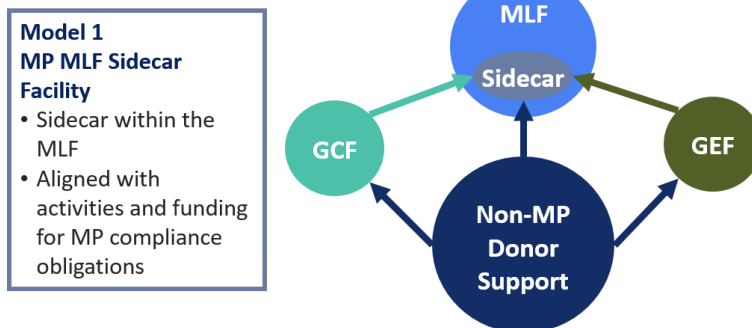 Model 1
MP MLF Sidecar
Facility
• Sidecar within the
MLF
• Aligned with
activities and funding
for MP compliance
obligations
MLF
Sidecar
GCF
GEF
Non-MP
Donor
Support